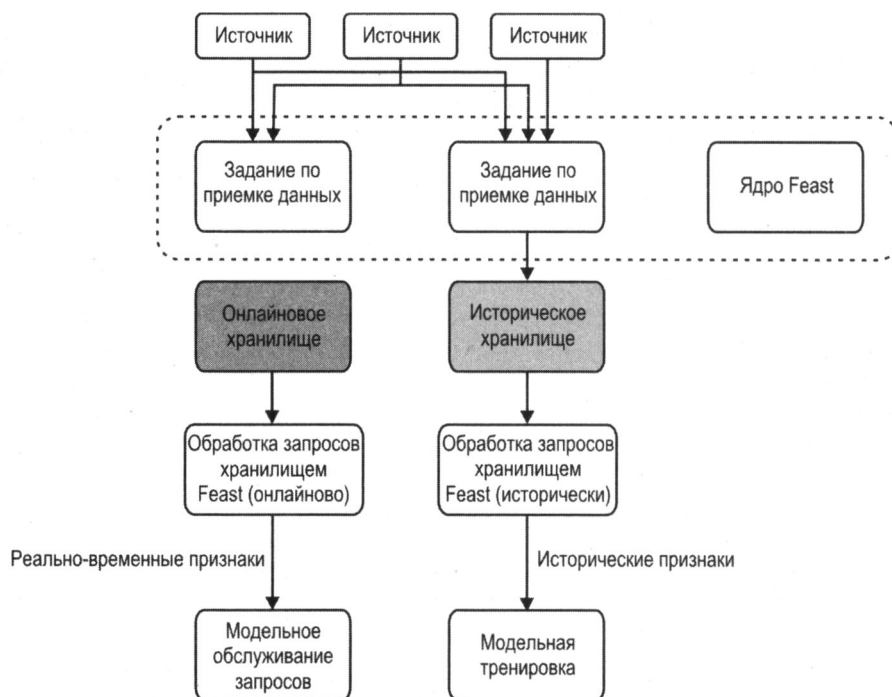 Источник
Источник
Источник
Задание по
приемке данных
Задание по
приемке данных
Ядро Feast
Онлайновое
хранилище
Историческое
хранилище
Обработка запросов
хранилищем
Feast (онлайново)
Обработка запросов
хранилищем
Feast (исторически)
Реально-временные признаки
Исторические признаки
Модельное
обслуживание
запросов
Модельная
тренировка